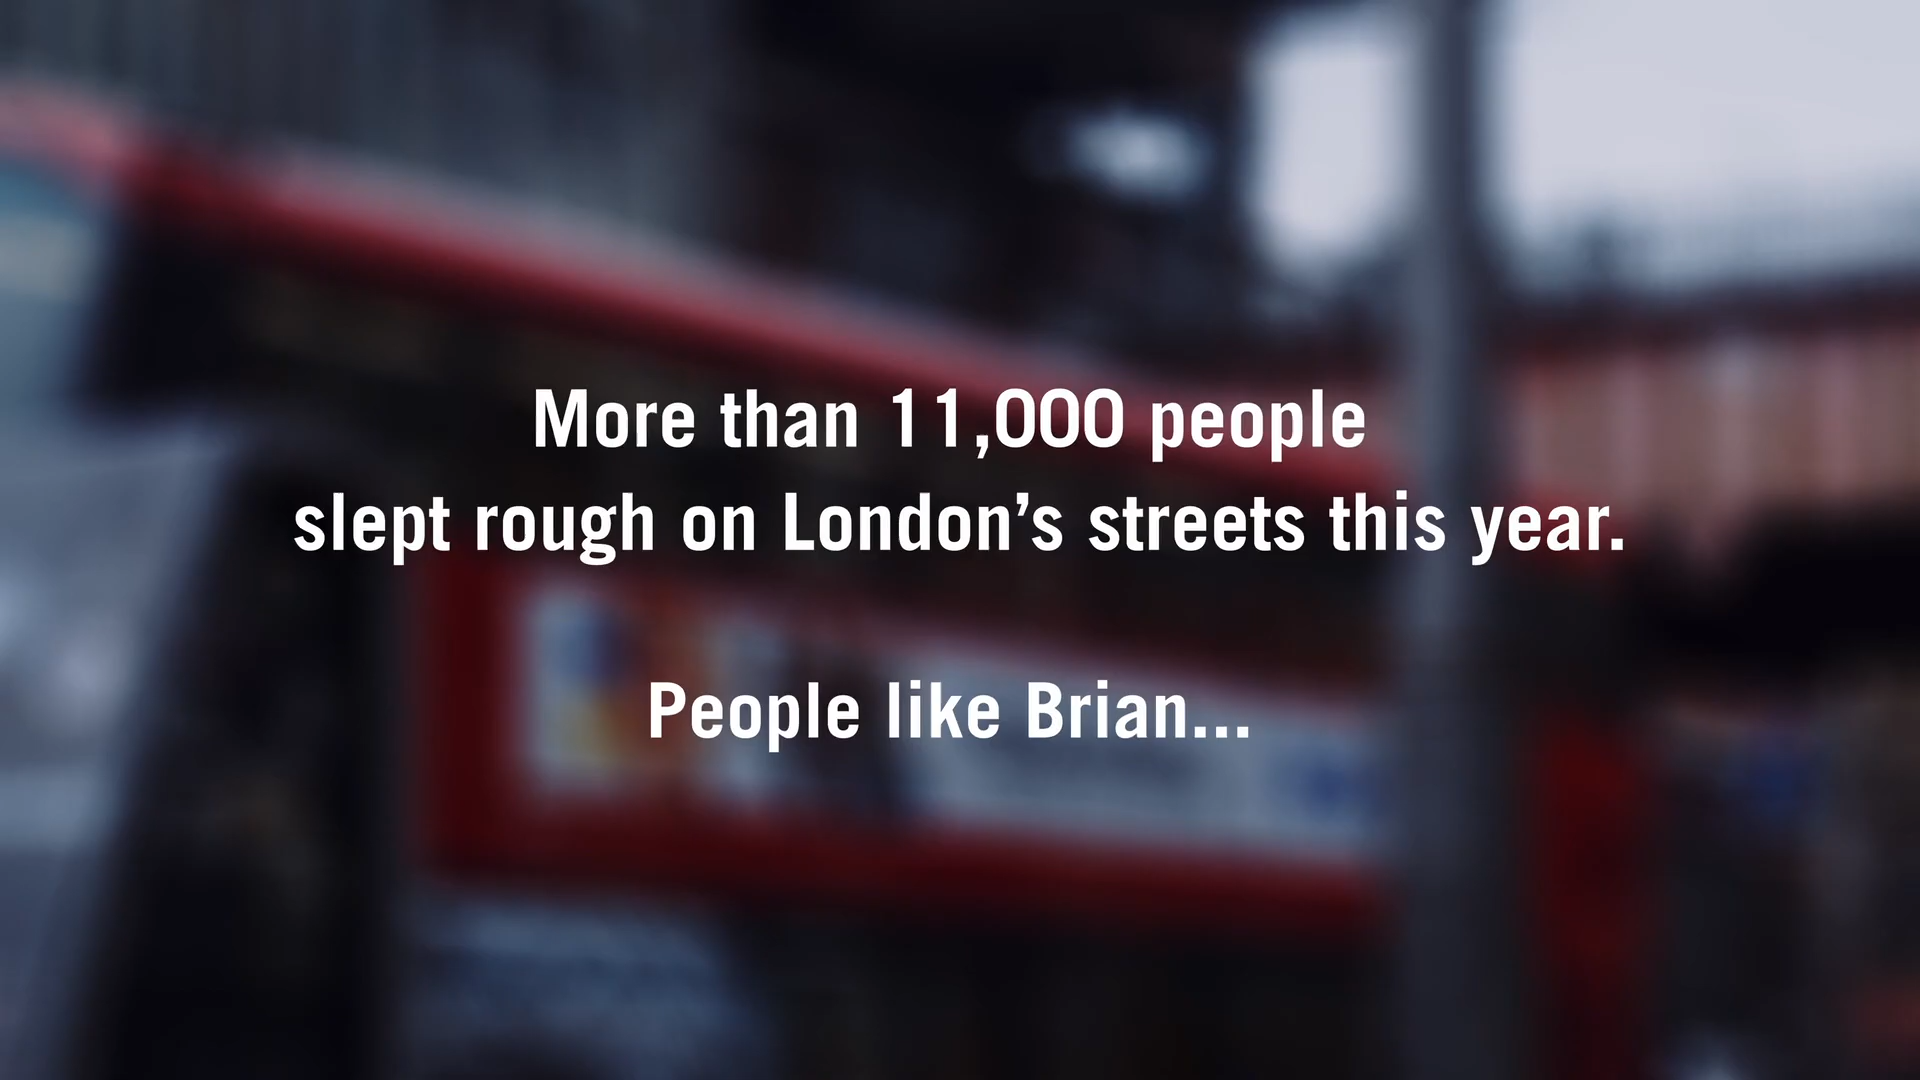 More than 11,000 people
slept rough on London’s streets this year.
People like Brian...